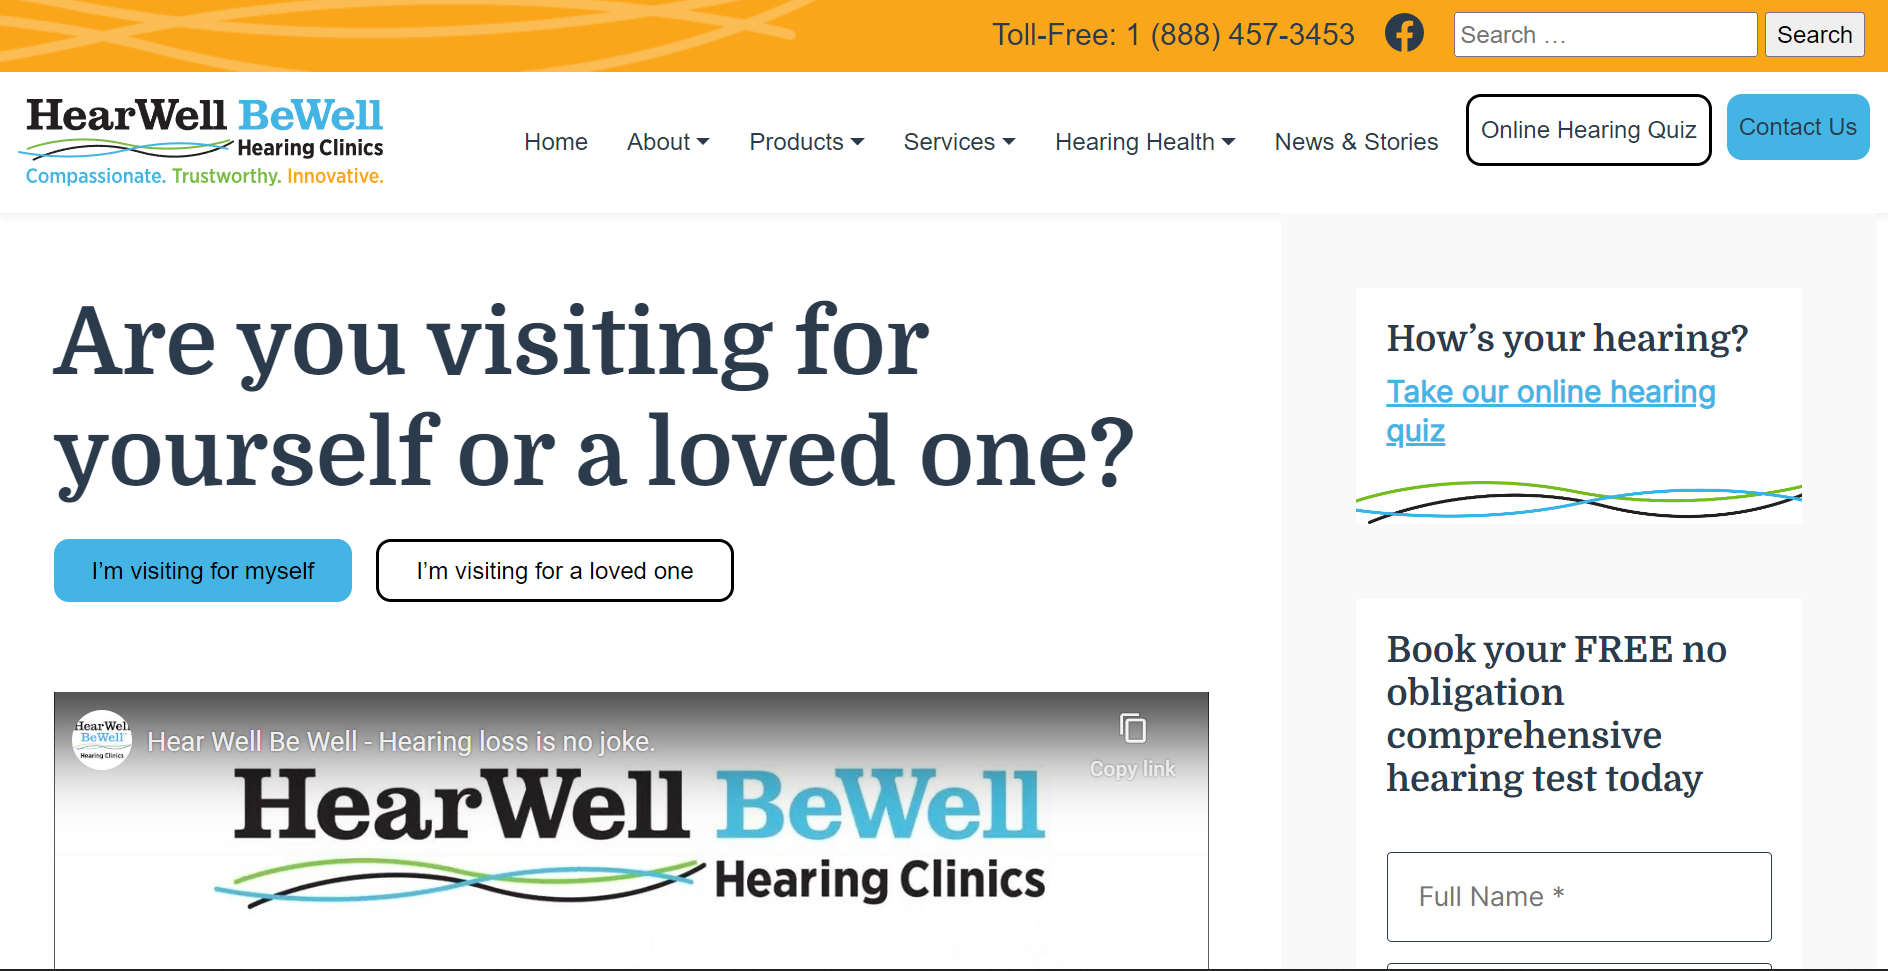 Toll-Free: 1 (888) 457-3453
Search …
Search
HearWell BeWell
Hearing Clinics
Compassionate. Trustworthy. Innovative.
Home
About
Products
Services
Hearing Health
News & Stories
Online Hearing Quiz
Contact Us
Are you visiting for
yourself or a loved one?
I’m visiting for myself
I’m visiting for a loved one
How’s your hearing?
Take our online hearing
quiz
Book your FREE no
obligation
comprehensive
hearing test today
Full Name *
HearWell
BeWell
Hearing Clinics
Hear Well Be Well - Hearing loss is no joke.
Copy link
HearWell BeWell
Hearing Clinics